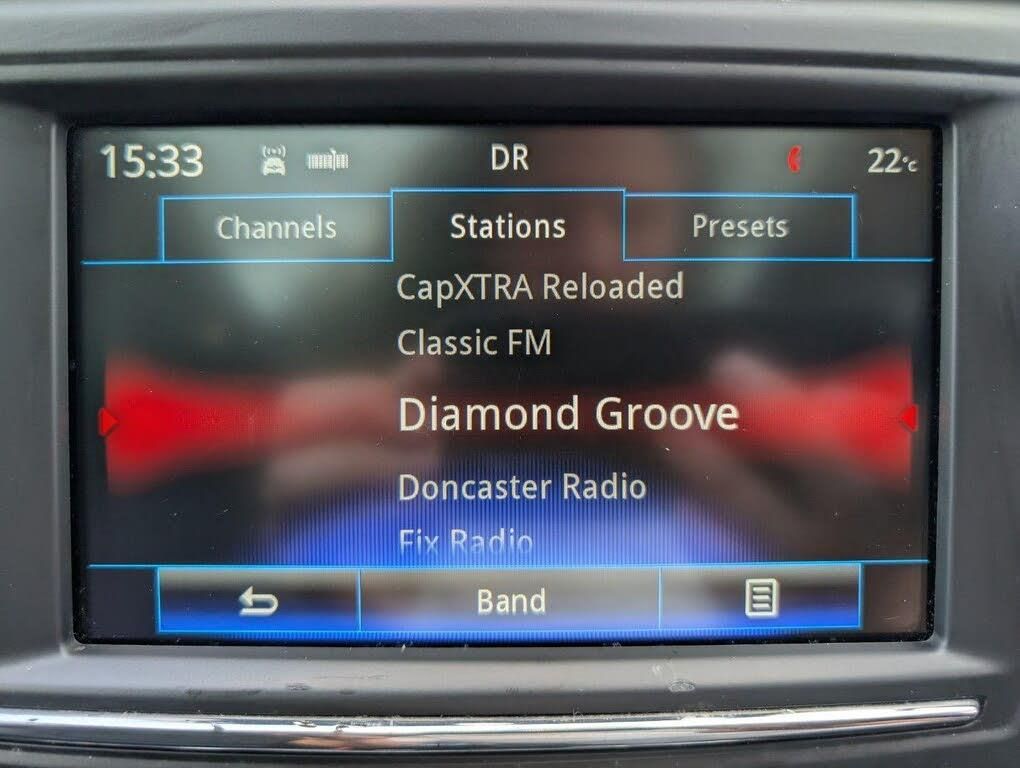 15:33 DR 22°C
Channels Stations Presets
CapXTRA Reloaded
Classic FM
Diamond Groove
Doncaster Radio
Fix Radio
Band